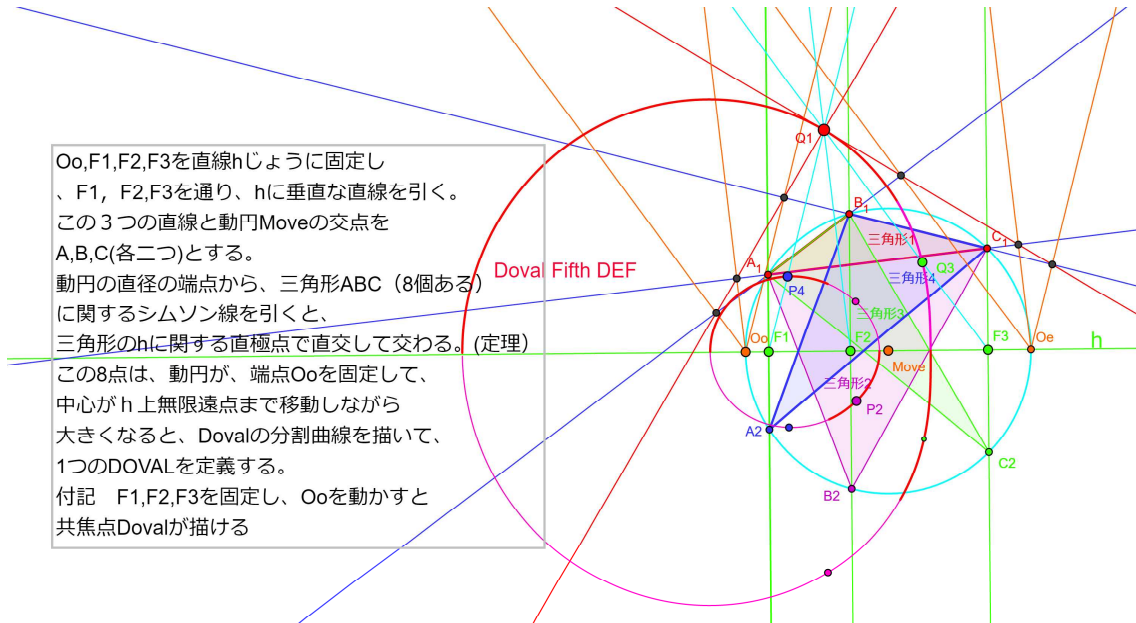 Oo,F1,F2,F3を直線hじょうに固定し
、F1，F2,F3を通り、hに垂直な直線を引く。
この３つの直線と動円Moveの交点を
A,B,C(各二つ)とする。
動円の直径の端点から、三角形ABC（8個ある）
に関するシムソン線を引くと、
三角形のhに関する直極点で直交して交わる。(定理）
この8点は、動円が、端点Ooを固定して、
中心がｈ上無限遠点まで移動しながら
大きくなると、Dovalの分割曲線を描いて、
1つのDOVALを定義する。
付記　F1,F2,F3を固定し、Ooを動かすと
共焦点Dovalが描ける
Doval Fifth DEF
Q1
B1
三角形1
C1
A1
Q3
三角形4
P4
三角形3
Oo
F1
F2
Move
F3
Oe
h
三角形2
P2
A2
C2
B2